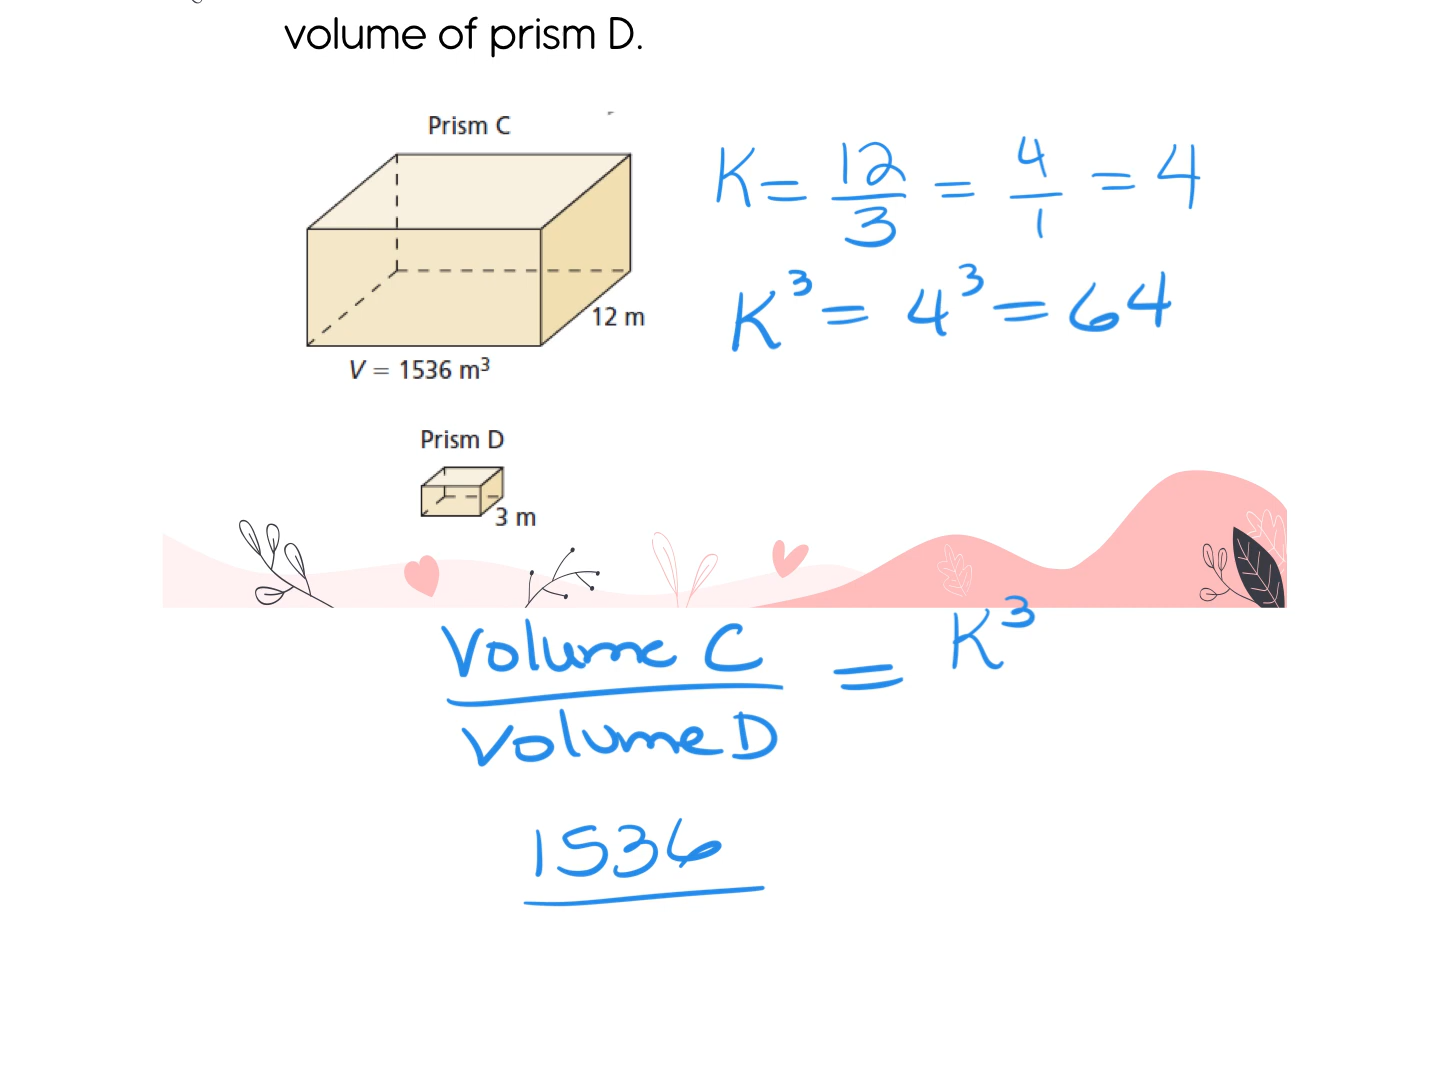 volume of prism D.
Prism C
12 m
V = 1536 m³
Prism D
3 m
K = 12/3 = 4/1 = 4
K³ = 4³ = 64
Volume C / Volume D = K³
1536